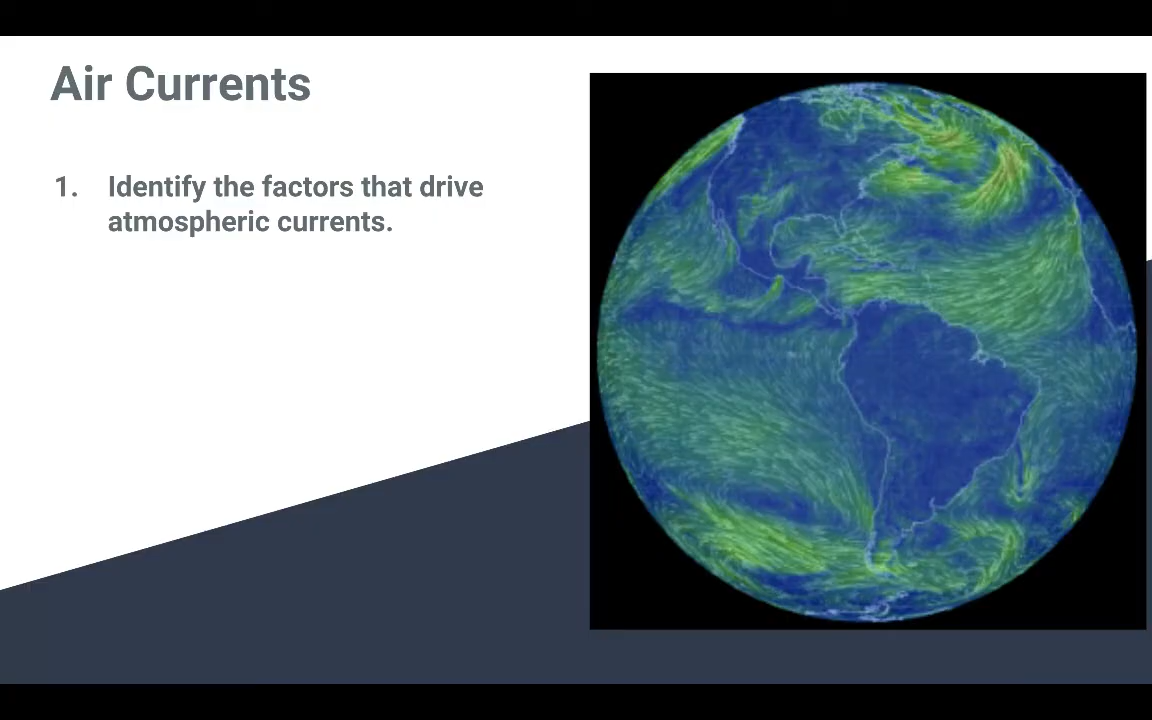 Air Currents
1. Identify the factors that drive
atmospheric currents.